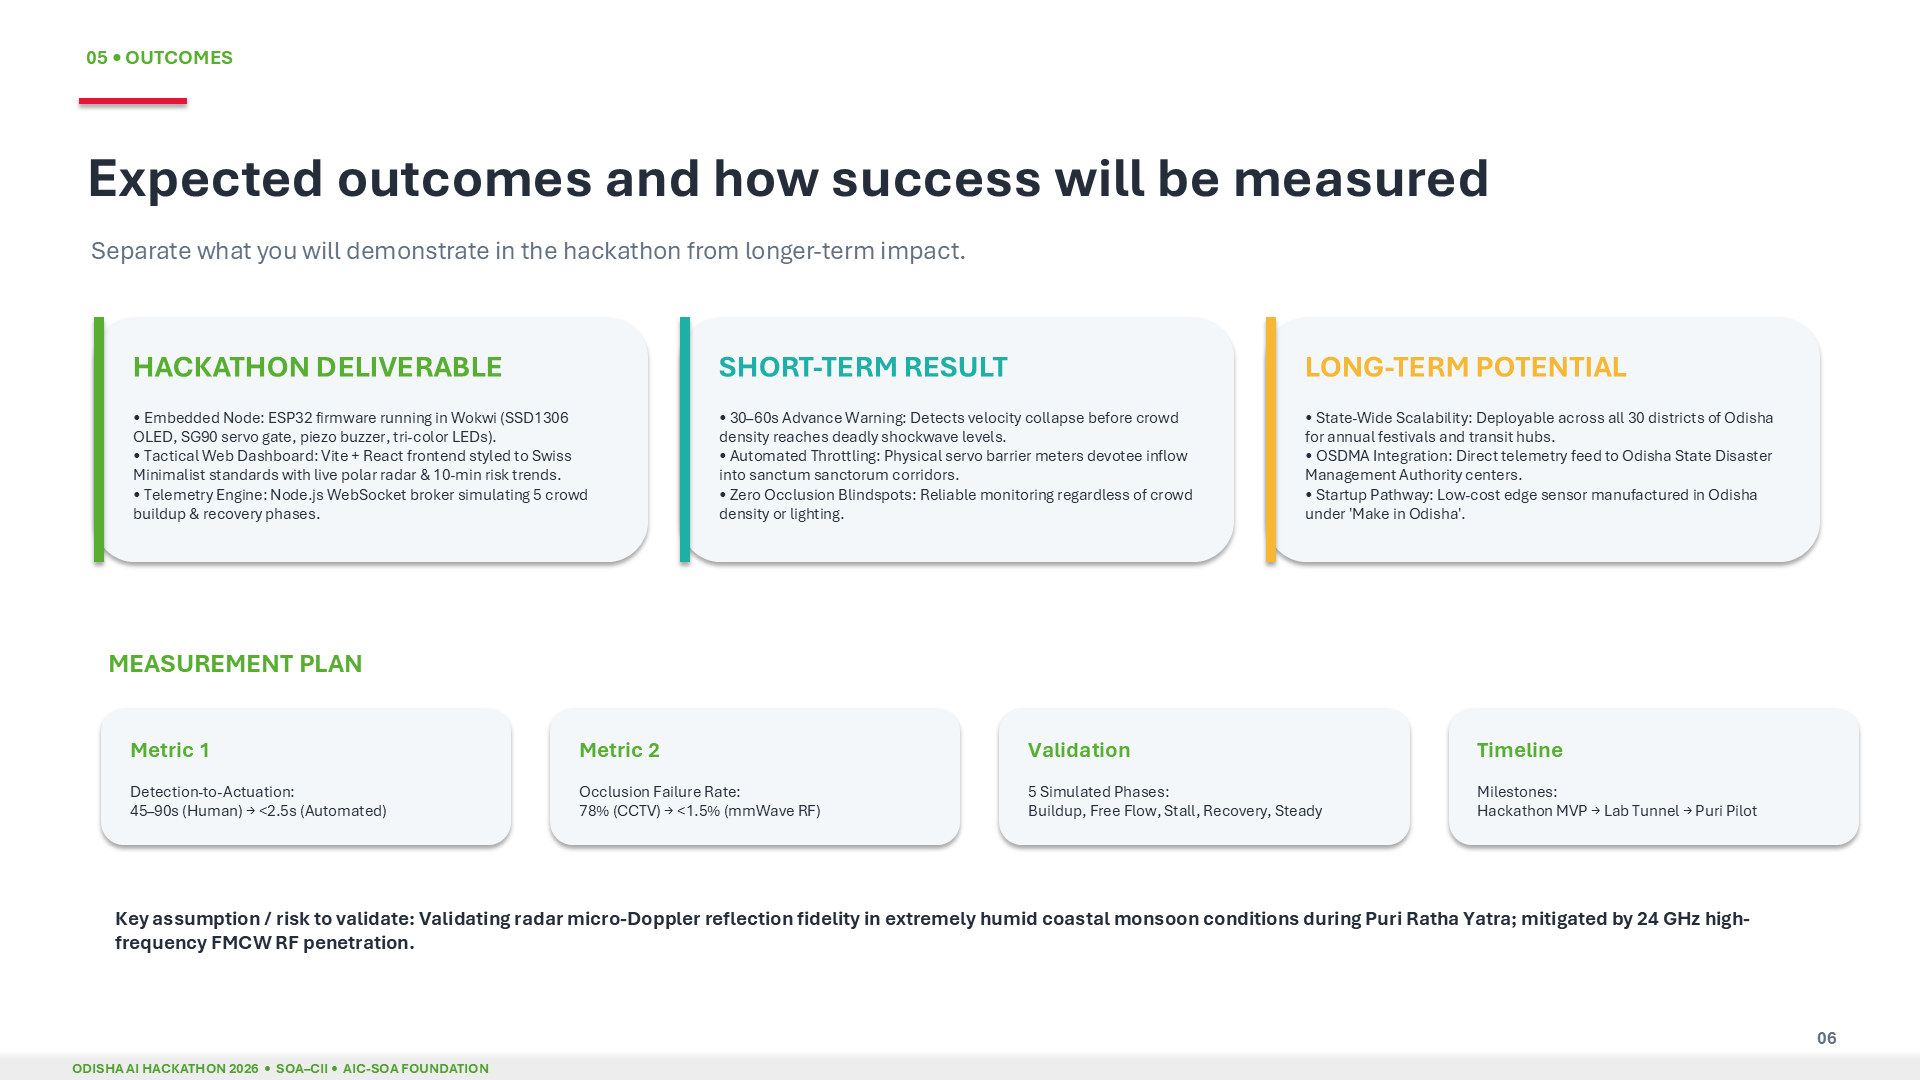 05 • OUTCOMES
Expected outcomes and how success will be measured
Separate what you will demonstrate in the hackathon from longer-term impact.
HACKATHON DELIVERABLE
• Embedded Node: ESP32 firmware running in Wokwi (SSD1306
OLED, SG90 servo gate, piezo buzzer, tri-color LEDs).
• Tactical Web Dashboard: Vite + React frontend styled to Swiss
Minimalist standards with live polar radar & 10-min risk trends.
• Telemetry Engine: Node.js WebSocket broker simulating 5 crowd
buildup & recovery phases.
SHORT-TERM RESULT
• 30–60s Advance Warning: Detects velocity collapse before crowd
density reaches deadly shockwave levels.
• Automated Throttling: Physical servo barrier meters devotee inflow
into sanctum sanctorum corridors.
• Zero Occlusion Blindspots: Reliable monitoring regardless of crowd
density or lighting.
LONG-TERM POTENTIAL
• State-Wide Scalability: Deployable across all 30 districts of Odisha
for annual festivals and transit hubs.
• OSDMA Integration: Direct telemetry feed to Odisha State Disaster
Management Authority centers.
• Startup Pathway: Low-cost edge sensor manufactured in Odisha
under 'Make in Odisha'.
MEASUREMENT PLAN
Metric 1
Detection-to-Actuation:
45–90s (Human) → <2.5s (Automated)
Metric 2
Occlusion Failure Rate:
78% (CCTV) → <1.5% (mmWave RF)
Validation
5 Simulated Phases:
Buildup, Free Flow, Stall, Recovery, Steady
Timeline
Milestones:
Hackathon MVP → Lab Tunnel → Puri Pilot
Key assumption / risk to validate: Validating radar micro-Doppler reflection fidelity in extremely humid coastal monsoon conditions during Puri Ratha Yatra; mitigated by 24 GHz high-
frequency FMCW RF penetration.
06
ODISHA AI HACKATHON 2026 • SOA–CII • AIC-SOA FOUNDATION